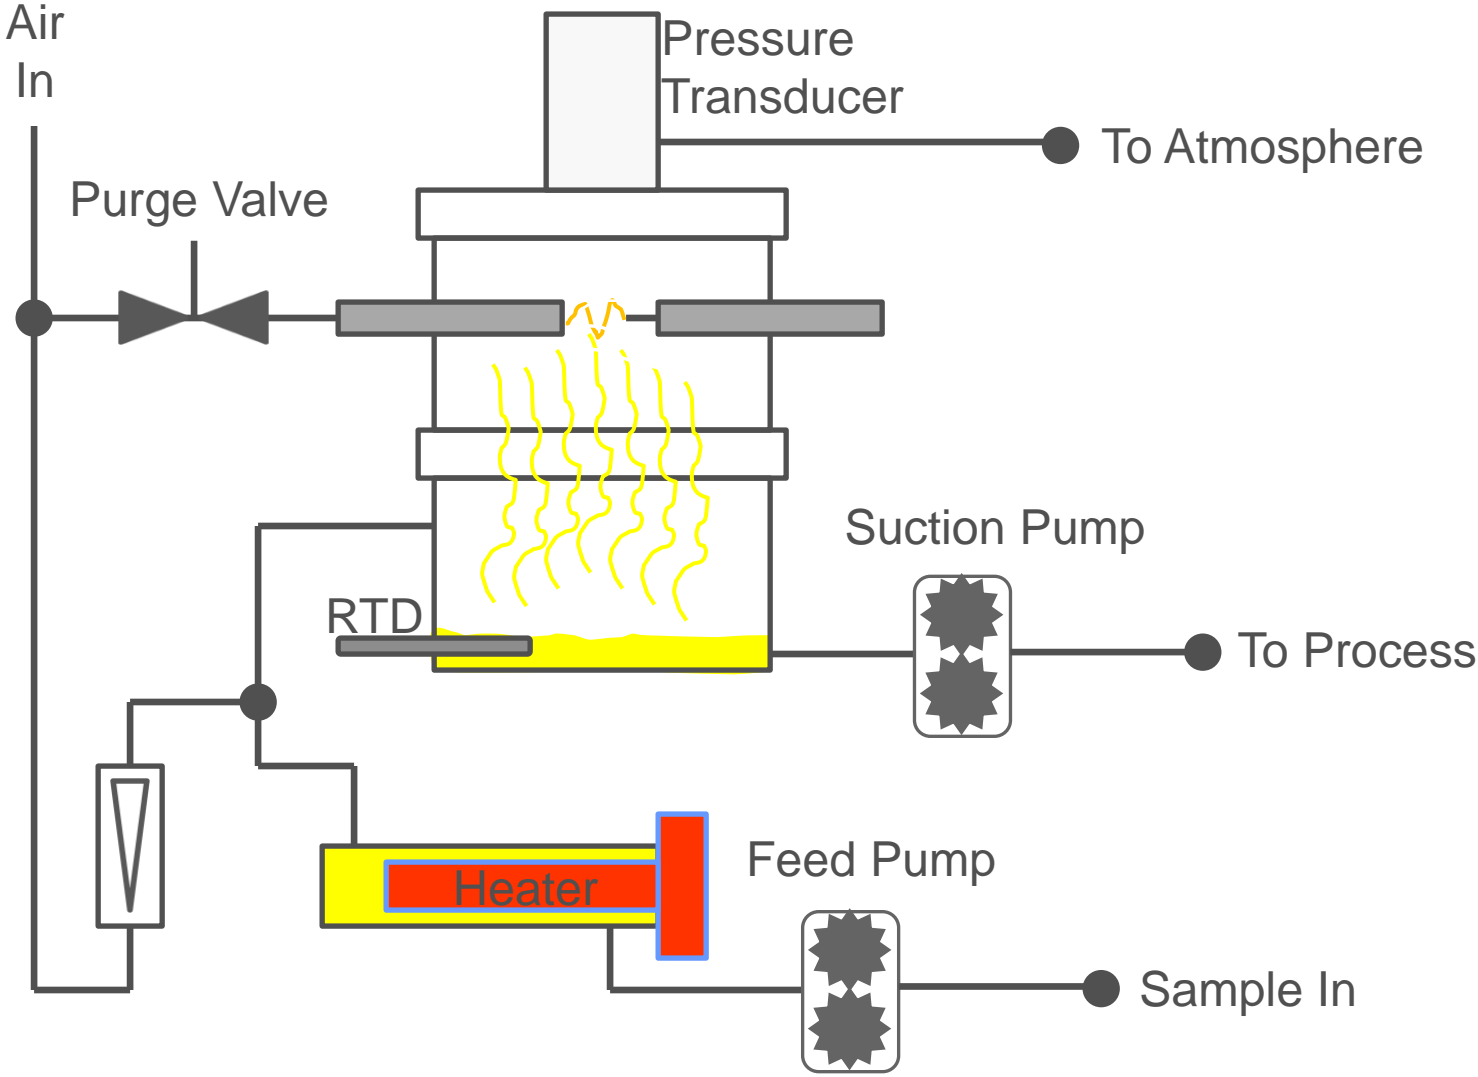 Air
In
Pressure
Transducer
To Atmosphere
Purge Valve
Suction Pump
RTD
To Process
Heater
Feed Pump
Sample In